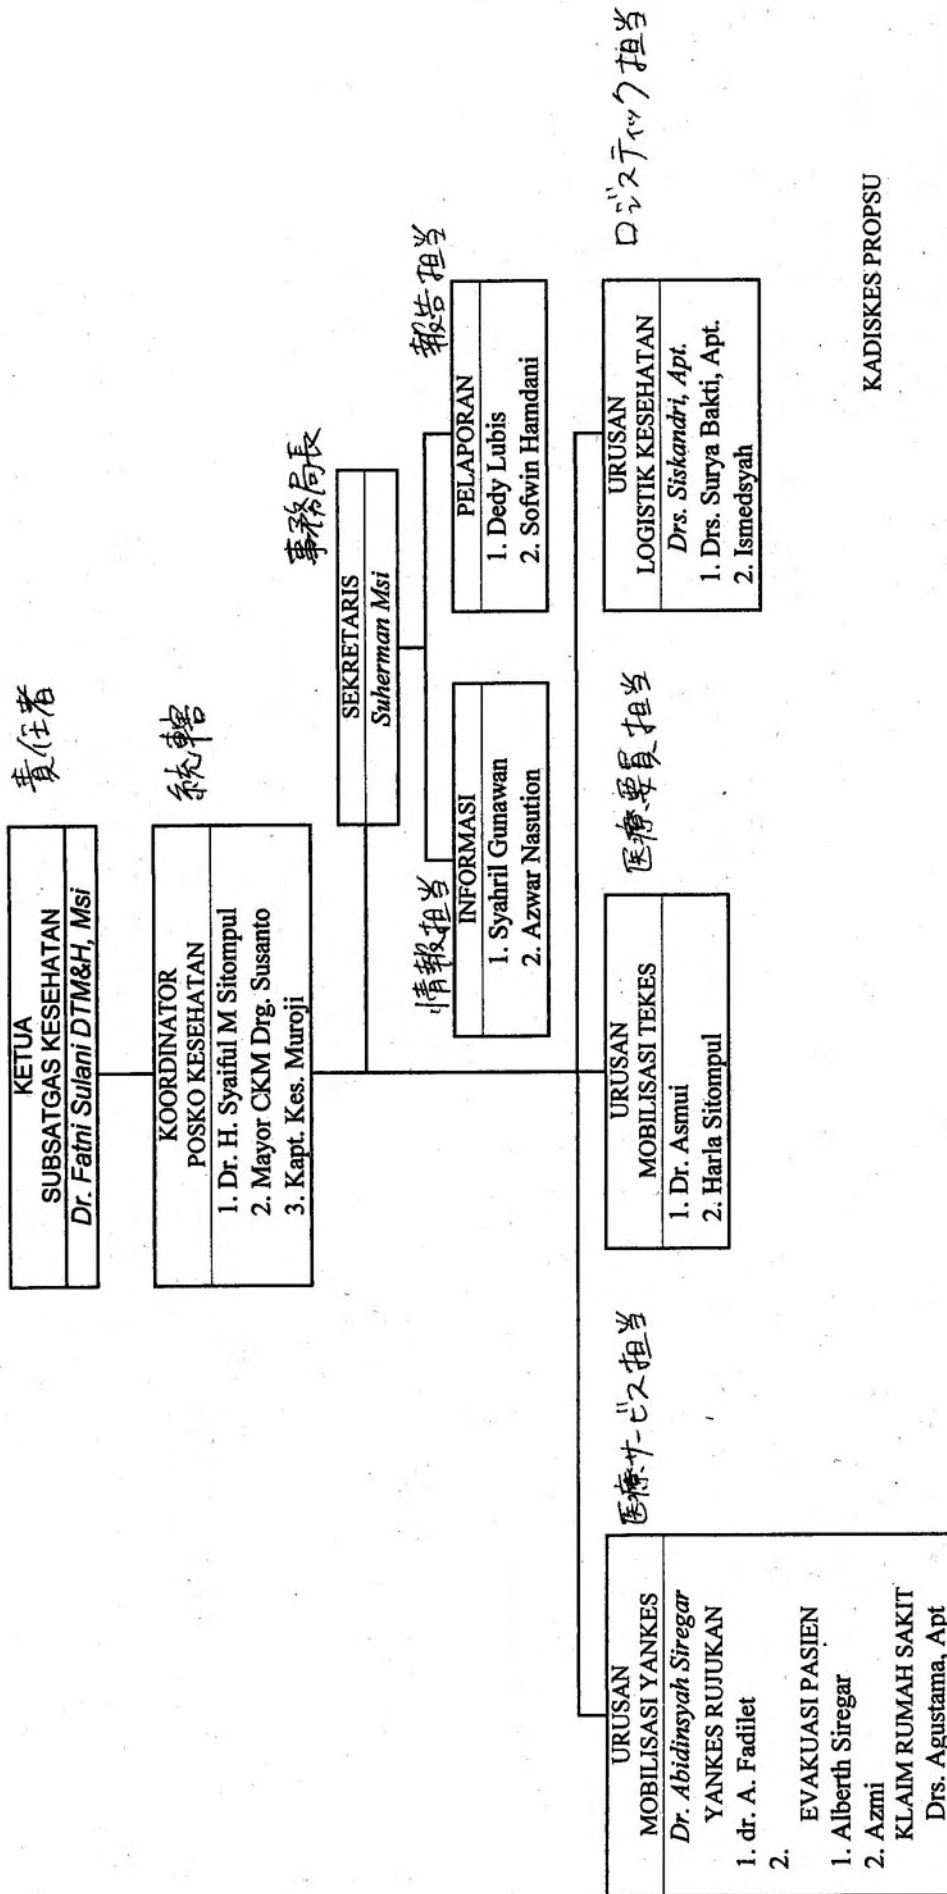 KETUA
SUBSATGAS KESEHATAN
Dr. Fatni Sulani DTM&H, Msi
責任者
KOORDINATOR
POSKO KESEHATAN
1. Dr. H. Syaiful M Sitompul
2. Mayor CKM Drg. Susanto
3. Kapt. Kes. Muroji
統轄
SEKRETARIS
Suherman Msi
事務局長
情報担当
INFORMASI
1. Syahril Gunawan
2. Azwar Nasution
報告担当
PELAPORAN
1. Dedy Lubis
2. Sofwin Hamdani
URUSAN
MOBILISASI YANKES
Dr. Abidinsyah Siregar
YANKES RUJUKAN
1. dr. A. Fadilet
2.
EVAKUASI PASIEN
1. Alberth Siregar
2. Azmi
KLAIM RUMAH SAKIT
Drs. Agustama, Apt
医療サービス担当
URUSAN
MOBILISASI TEKES
1. Dr. Asmui
2. Harla Sitompul
医療要員担当
URUSAN
LOGISTIK KESEHATAN
Drs. Siskandri, Apt.
1. Drs. Surya Bakti, Apt.
2. Ismedsyah
ロジスティック担当
KADISKES PROPSU